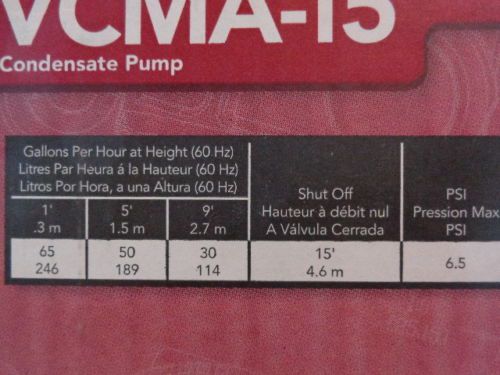 VCMA-15
Condensate Pump
Gallons Per Hour at Height (60 Hz)
Litres Par Heura á la Hauteur (60 Hz)
Litros Por Hora, a una Altura (60 Hz)
Shut Off
Hauteur à débit nul
A Válvula Cerrada
PSI
Pression Max
PSI
1' 5' 9'
.3 m 1.5 m 2.7 m
65 50 30 15' 6.5
246 189 114 4.6 m